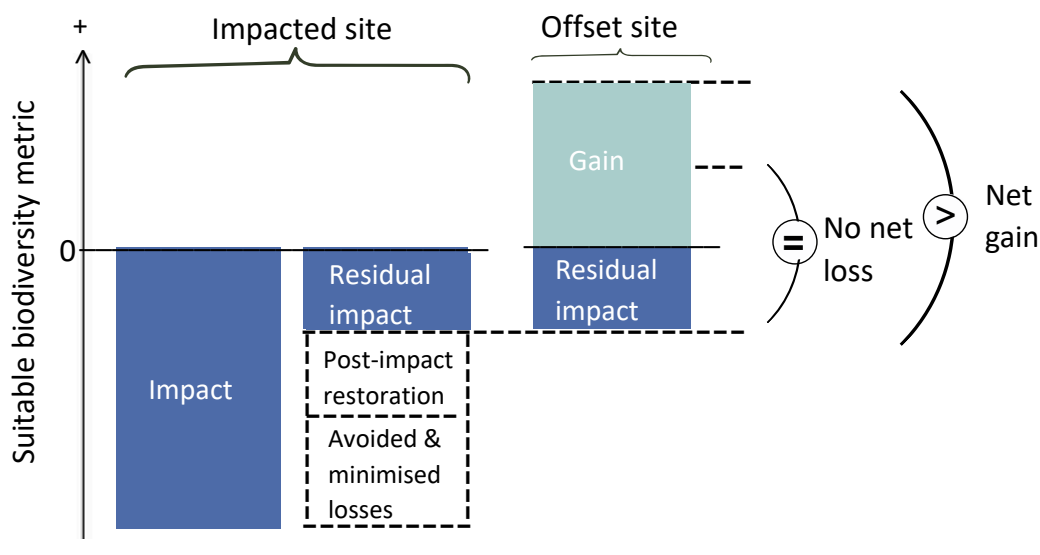 +
Impacted site
Offset site
Suitable biodiversity metric
0
Impact
Residual
impact
Post-impact
restoration
Avoided &
minimised
losses
Gain
Residual
impact
=
No net
loss
>
Net
gain